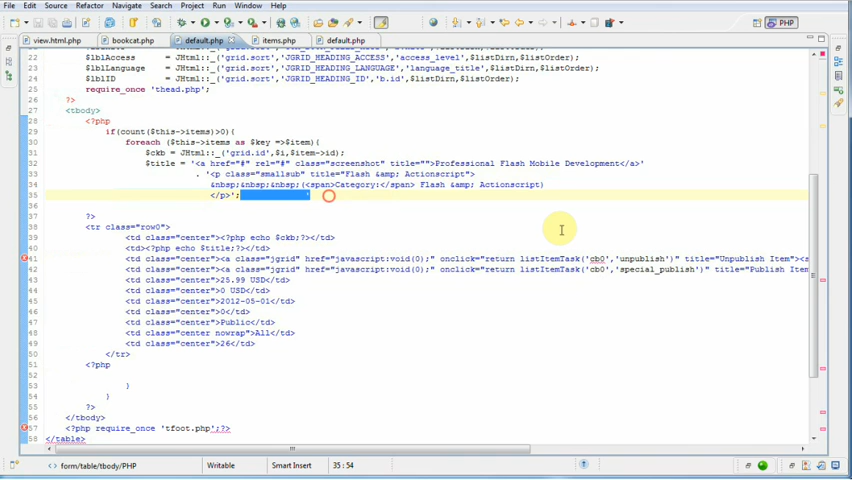 File Edit Source Refactor Navigate Search Project Run Window Help
PHP
view.html.php bookcat.php default.php items.php default.php
22 $lblAccess = JHtml::_('grid.sort','JGRID_HEADING_ACCESS','access_level',$listDirn,$listOrder);
23 $lblLanguage = JHtml::_('grid.sort','JGRID_HEADING_LANGUAGE','language_title',$listDirn,$listOrder);
24 $lblID = JHtml::_('grid.sort','JGRID_HEADING_ID','b.id',$listDirn,$listOrder);
25 require_once 'thead.php';
26 ?>
27 <tbody>
28 <?php
29 if(count($this->items)>0){
30 foreach ($this->items as $key =>$item){
31 $ckb = JHtml::_('grid.id',$i,$item->id);
32 $title = '<a href="#" rel="#" class="screenshot" title="">Professional Flash Mobile Development</a>'
33 . '<p class="smallsub" title="Flash &amp; Actionscript">
34 &nbsp;&nbsp;&nbsp;(<span>Category:</span> Flash &amp; Actionscript)
35 </p>'; '
36
37 ?>
38 <tr class="row0">
39 <td class="center"><?php echo $ckb;?></td>
40 <td><?php echo $title;?></td>
41 <td class="center"><a class="jgrid" href="javascript:void(0);" onclick="return listItemTask('cb0','unpublish')" title="Unpublish Item"><s
42 <td class="center"><a class="jgrid" href="javascript:void(0);" onclick="return listItemTask('cb0','special_publish')" title="Publish Item
43 <td class="center">25.99 USD</td>
44 <td class="center">0 USD</td>
45 <td class="center">2012-05-01</td>
46 <td class="center">0</td>
47 <td class="center">Public</td>
48 <td class="center nowrap">All</td>
49 <td class="center">26</td>
50 </tr>
51 <?php
52
53 }
54 }
55 ?>
56 </tbody>
57 <?php require_once 'tfoot.php';?>
58 </table>
form/table/tbody/PHP Writable Smart Insert 35 : 54